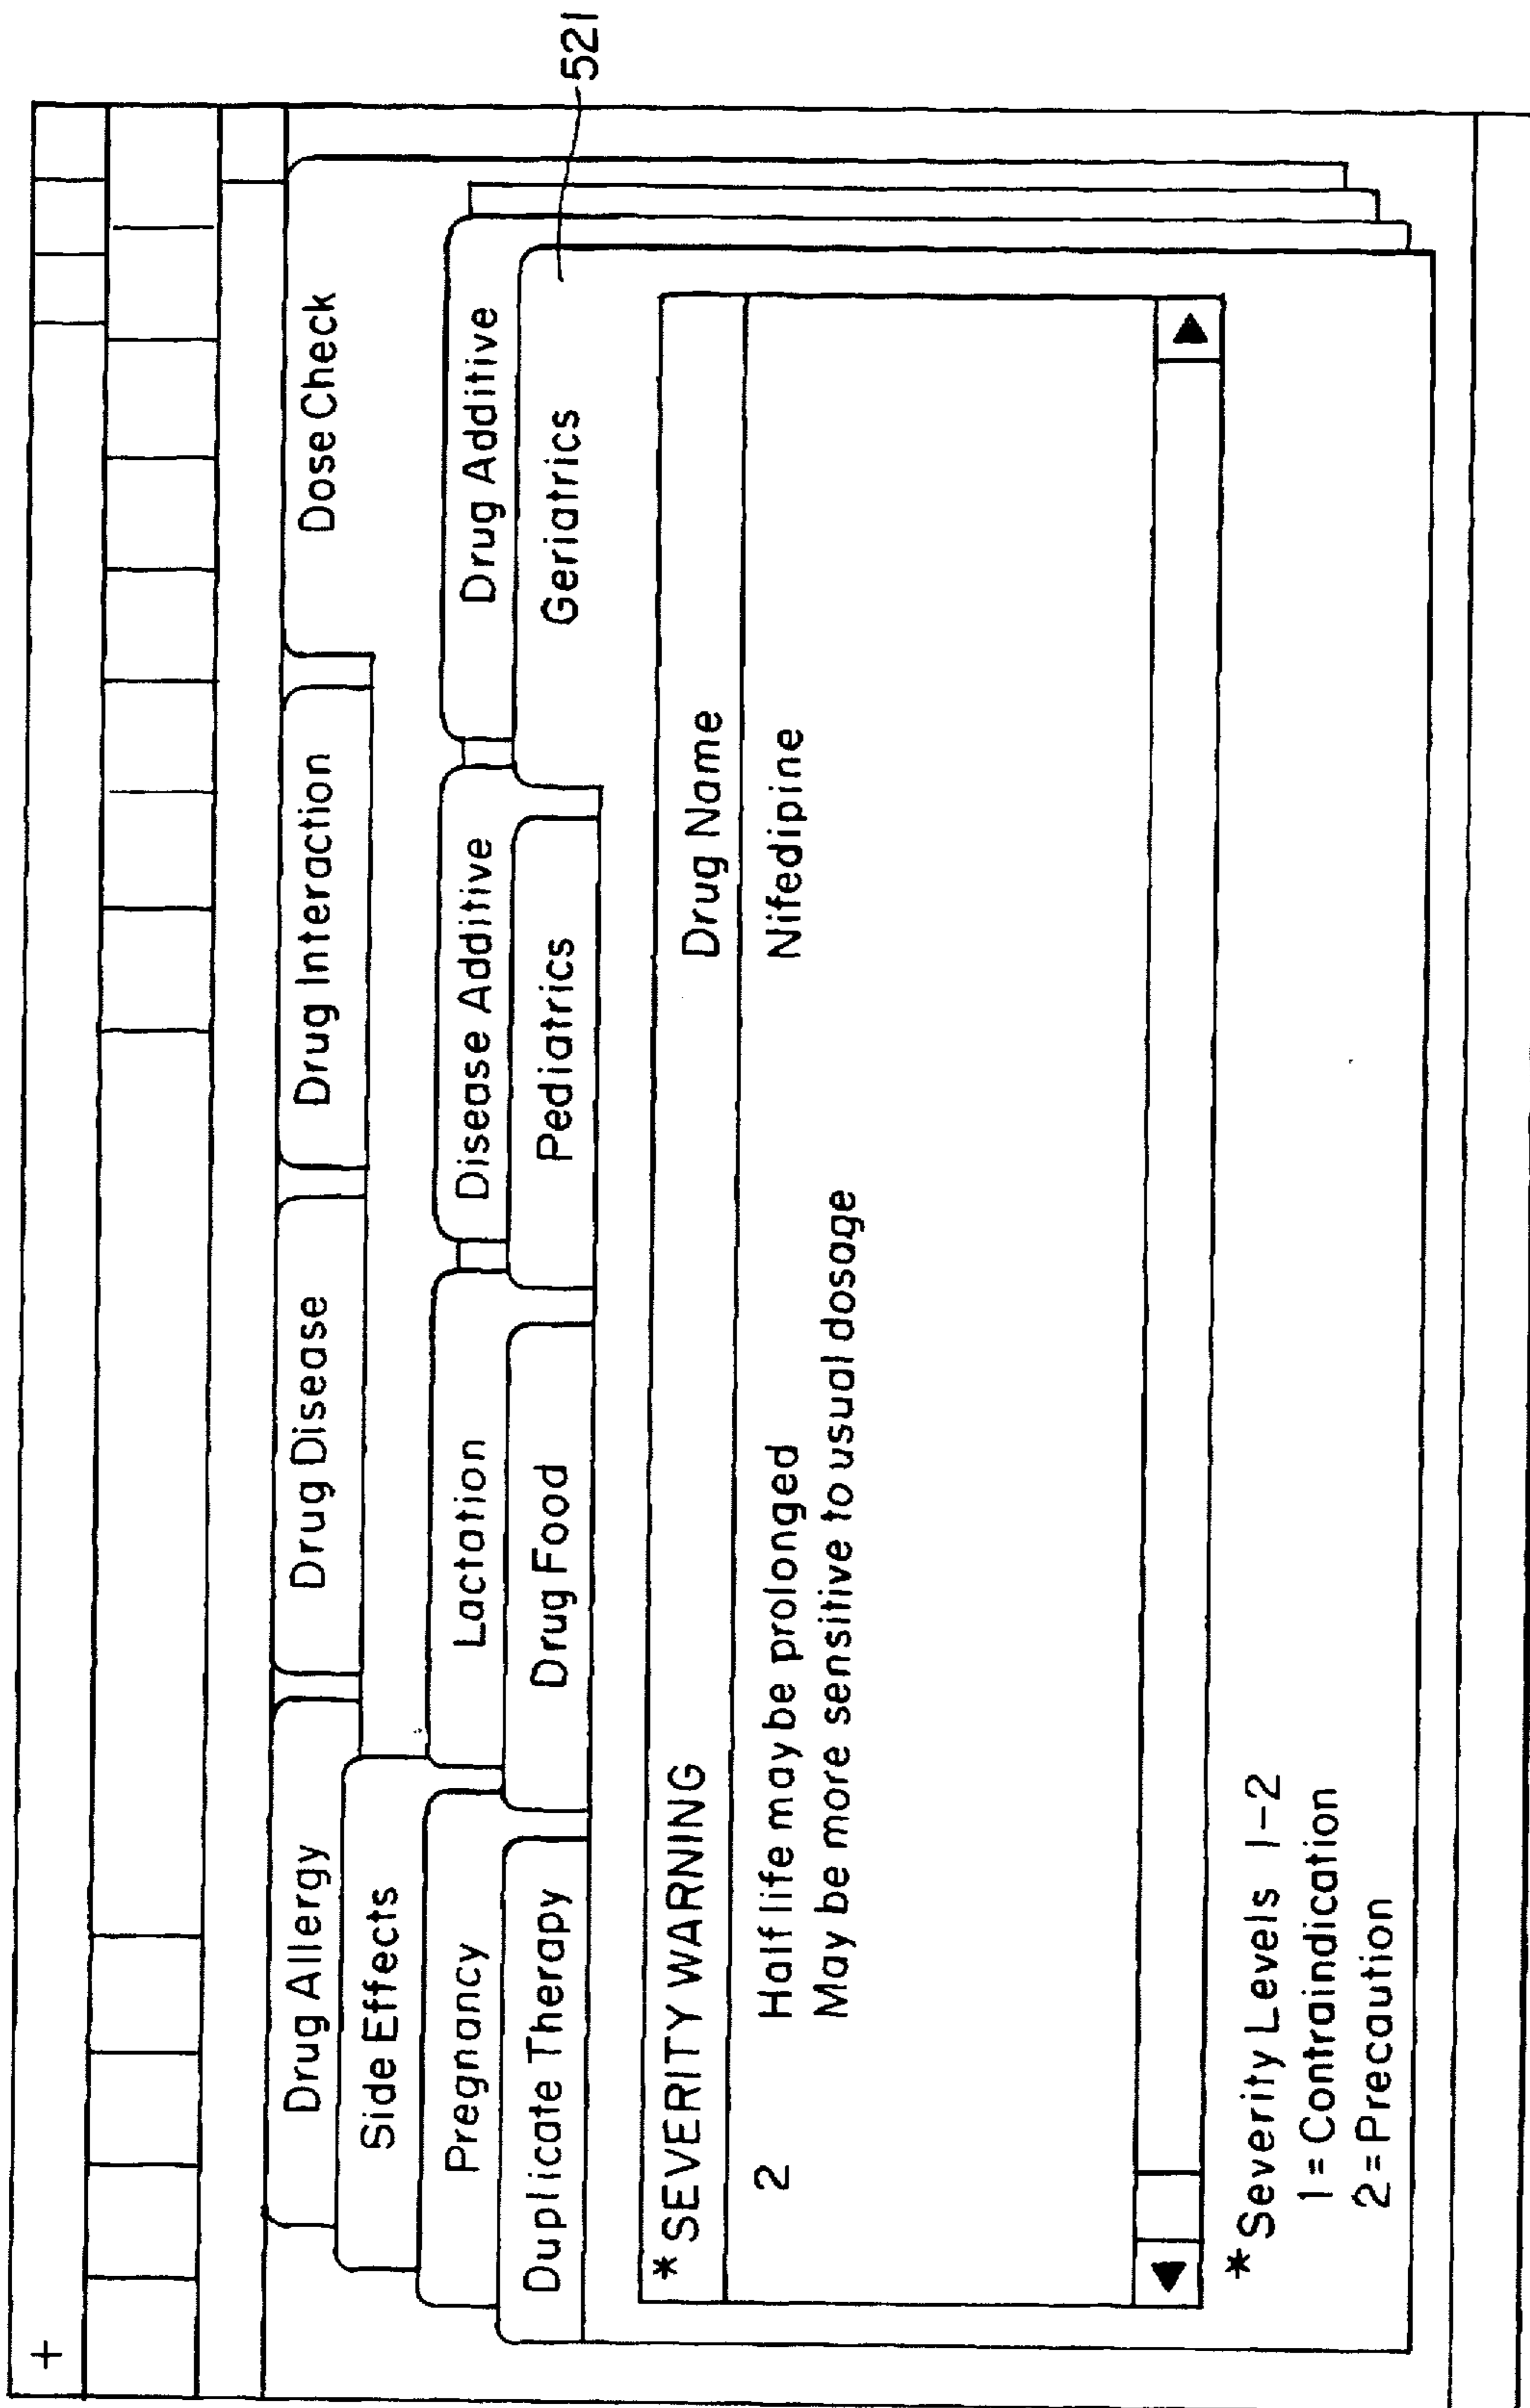 +
521
Drug Allergy Drug Disease Drug Interaction Dose Check
Side Effects
Pregnancy Lactation Disease Additive Drug Additive
Duplicate Therapy Drug Food Pediatrics Geriatrics
*SEVERITY WARNING Drug Name
2 Half life may be prolonged Nifedipine
May be more sensitive to usual dosage
*Severity Levels 1-2
1 = Contraindication
2 = Precaution